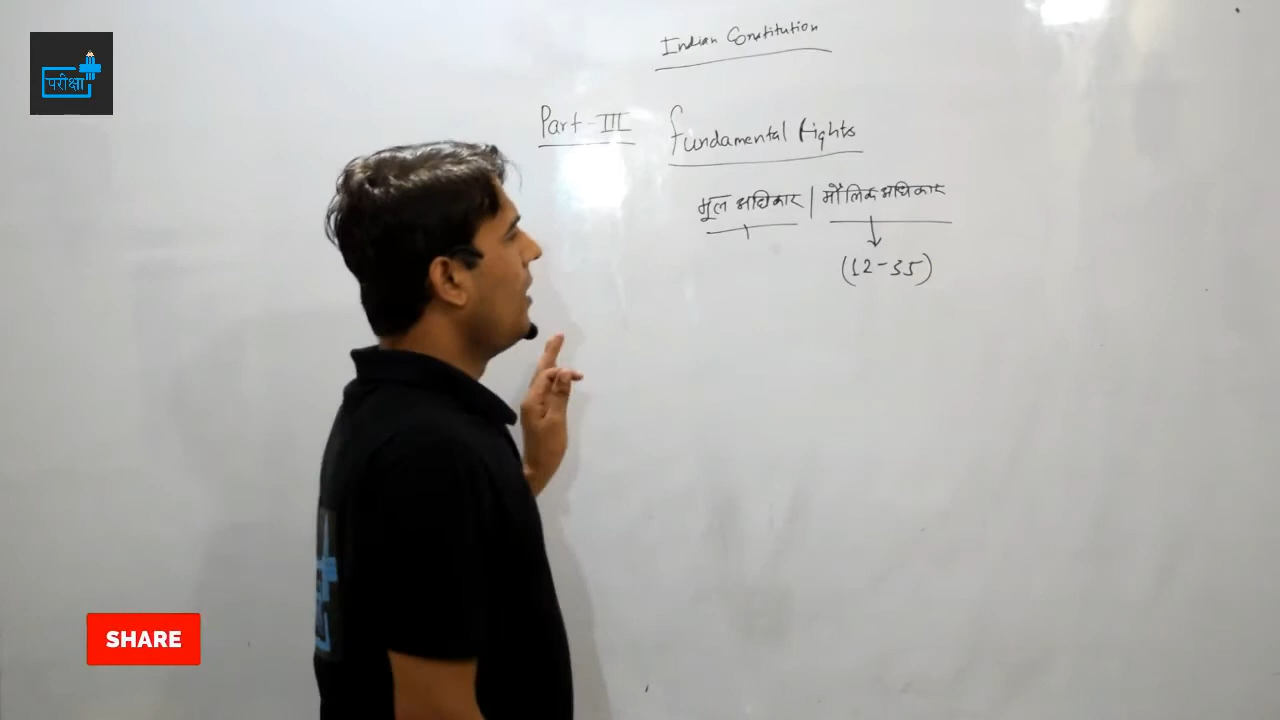 परीक्षा
Indian Constitution
Part-III Fundamental Rights
मूल अधिकार | मौलिक अधिकार
(12-35)
SHARE